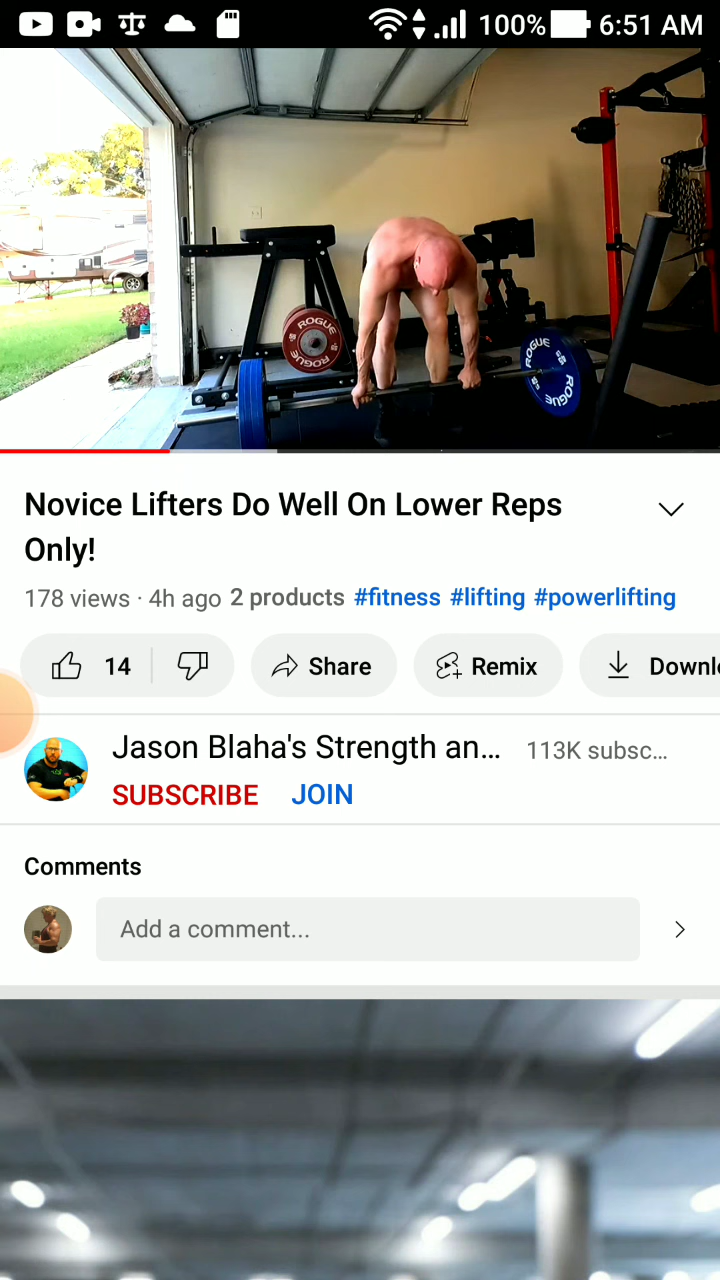 100% 6:51 AM
ROGUE
ROGUE
ROGUE
Novice Lifters Do Well On Lower Reps
Only!
178 views · 4h ago 2 products #fitness #lifting #powerlifting
14 Share Remix Downl
Jason Blaha's Strength an... 113K subsc...
SUBSCRIBE JOIN
Comments
Add a comment...